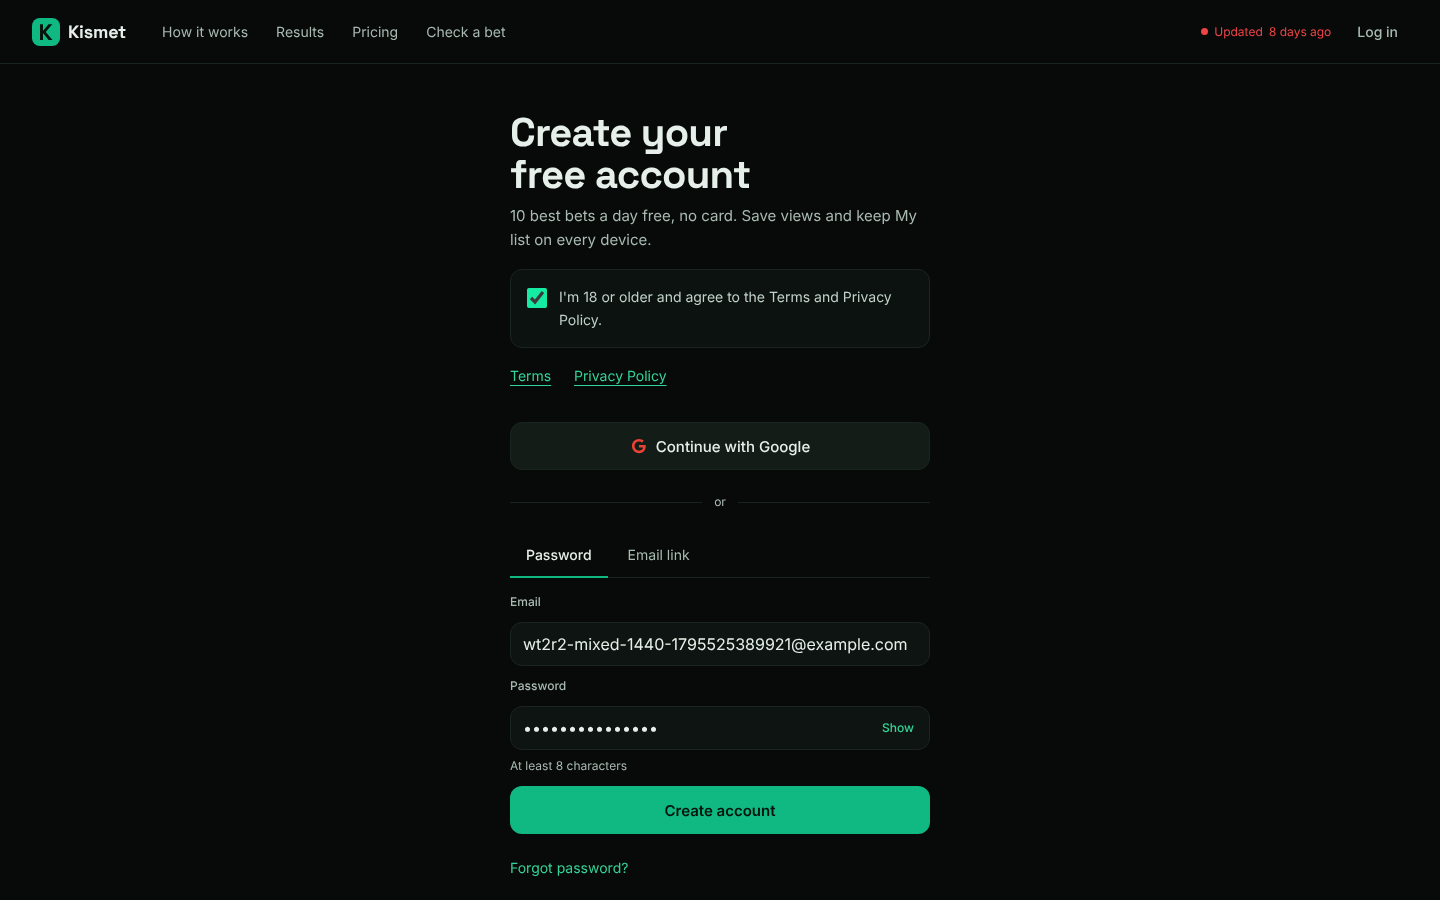 K Kismet How it works Results Pricing Check a bet Updated 8 days ago Log in
Create your
free account
10 best bets a day free, no card. Save views and keep My
list on every device.
I'm 18 or older and agree to the Terms and Privacy
Policy.
Terms Privacy Policy
G Continue with Google
or
Password Email link
Email
wt2r2-mixed-1440-1795525389921@example.com
Password
••••••••••••••• Show
At least 8 characters
Create account
Forgot password?